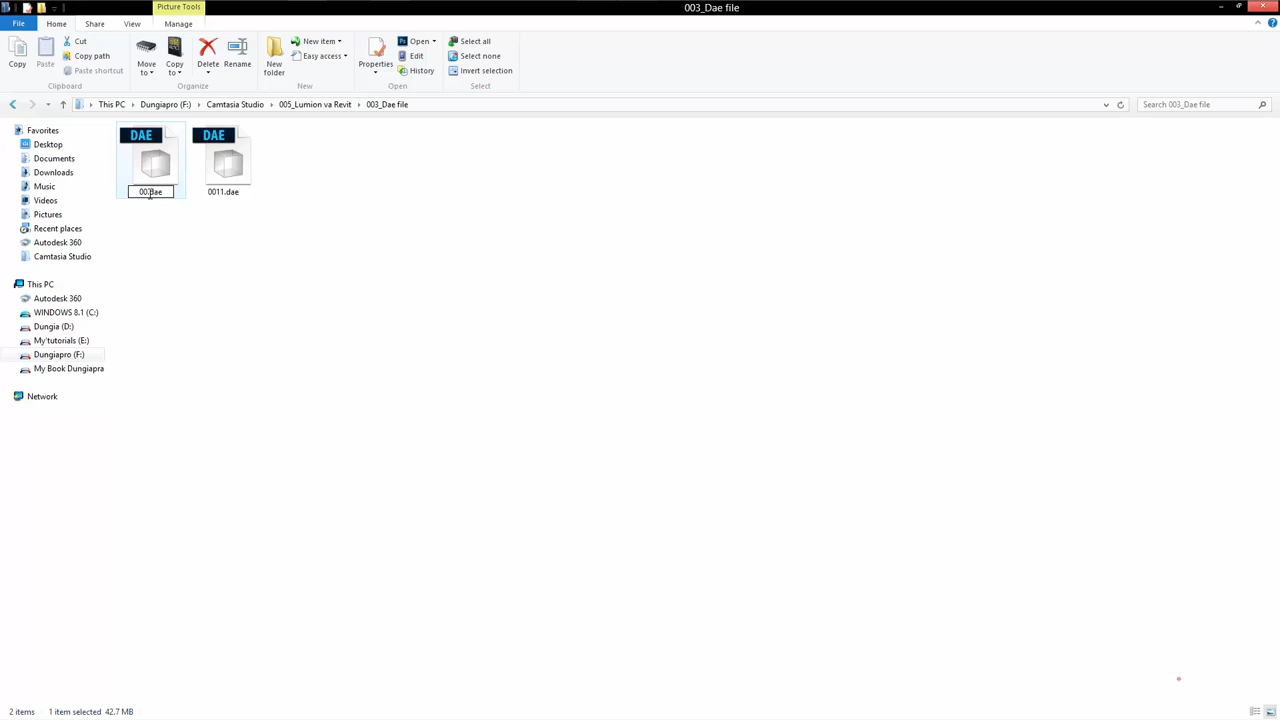 Picture Tools
003_Dae file
File
Home
Share
View
Manage
Copy
Paste
Cut
Copy path
Paste shortcut
Clipboard
Move to
Copy to
Delete
Rename
Organize
New folder
New item
Easy access
New
Properties
Open
Edit
History
Open
Select all
Select none
Invert selection
Select
This PC
Dungiapro (F:)
Camtasia Studio
005_Lumion va Revit
003_Dae file
Search 003_Dae file
Favorites
Desktop
Documents
Downloads
Music
Videos
Pictures
Recent places
Autodesk 360
Camtasia Studio
This PC
Autodesk 360
WINDOWS 8.1 (C:)
Dungia (D:)
My'tutorials (E:)
Dungiapro (F:)
My Book Dungiapra
Network
DAE
DAE
0011.dae
2 items
1 item selected 42.7 MB